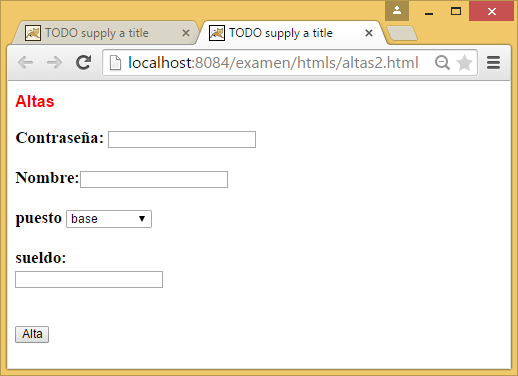 TODO supply a title
TODO supply a title
localhost:8084/examen/htmls/altas2.html
Altas
Contraseña:
Nombre:
puesto base
sueldo:
Alta